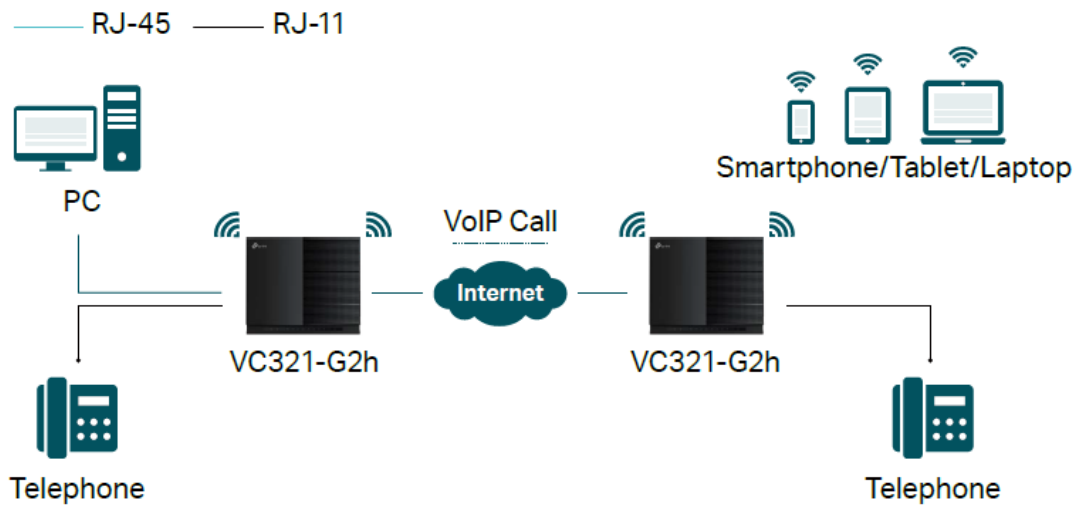 RJ-45
RJ-11
PC
Smartphone/Tablet/Laptop
VoIP Call
Internet
VC321-G2h
VC321-G2h
Telephone
Telephone